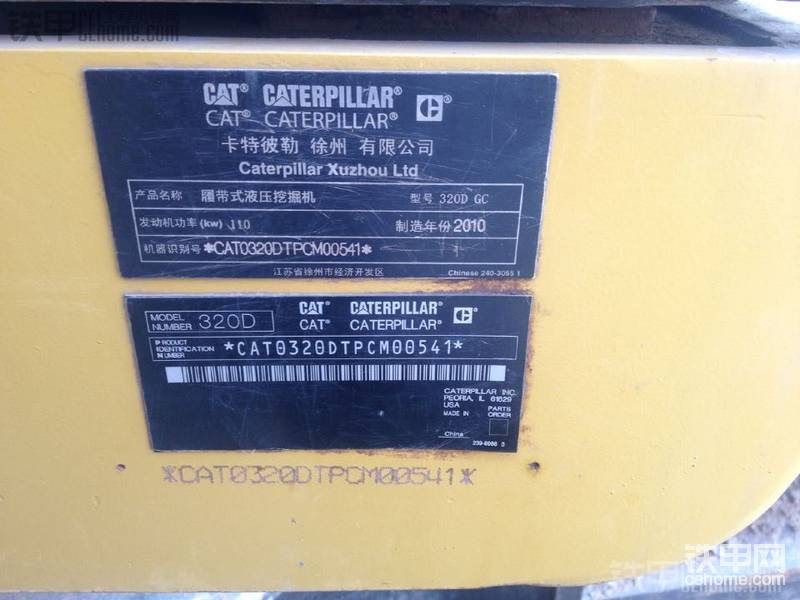 铁甲网 cehome.com
CAT® CATERPILLAR®
CAT® CATERPILLAR®
卡特彼勒 徐州 有限公司
Caterpillar Xuzhou Ltd
产品名称 履带式液压挖掘机 型号 320D GC
发动机功率(kw) 110 制造年份 2010
机器识别号 *CAT0320DTPCM00541*
江苏省徐州市经济开发区 Chinese 240-3055 1
MODEL NUMBER 320D
CAT® CATERPILLAR®
CAT® CATERPILLAR®
PRODUCT IDENTIFICATION NUMBER *CAT0320DTPCM00541*
CATERPILLAR INC.
PEORIA, IL 61629
USA
MADE IN
China
PARTS ORDER
*CAT0320DTPCM00541*
铁甲网
cehome.com